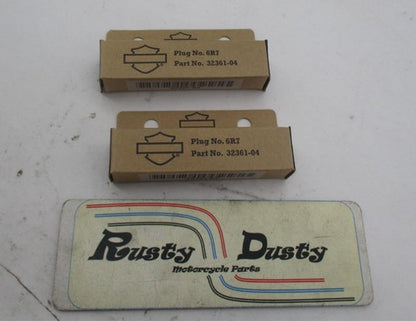 Plug No. 6R7
Part No. 32361-04
Plug No. 6R7
Part No. 32361-04
Rusty Dusty
Motorcycle Parts